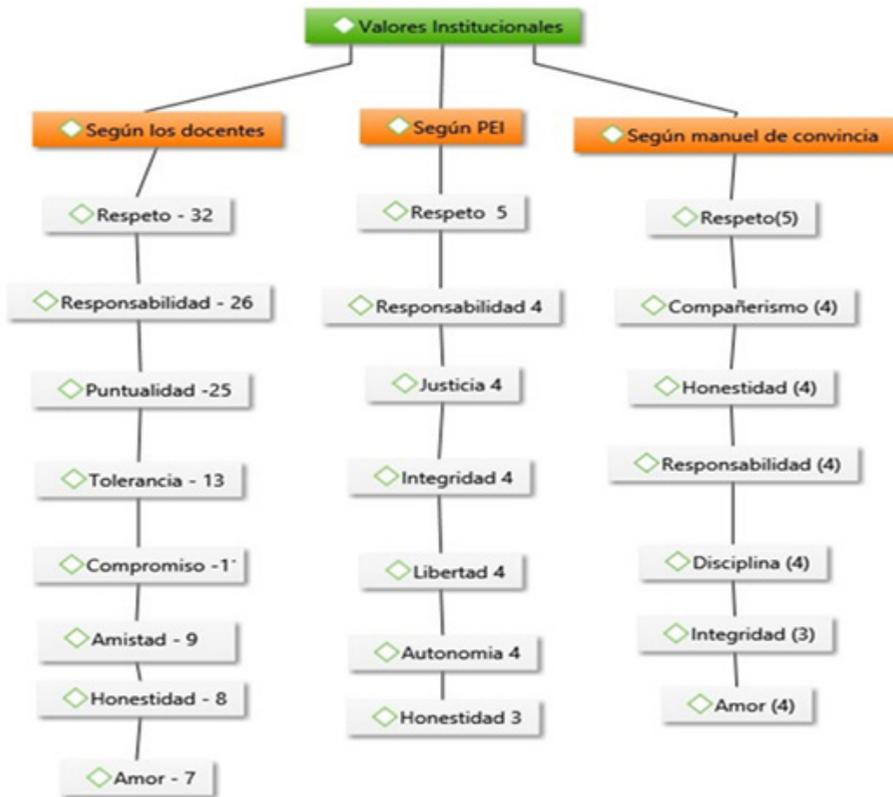 Valores Institucionales
Según los docentes
Respeto - 32
Responsabilidad - 26
Puntualidad -25
Tolerancia - 13
Compromiso
Amistad - 9
Honestidad - 8
Amor - 7
Según PEI
Respeto 5
Responsabilidad 4
Justicia 4
Integridad 4
Libertad 4
Autonomia 4
Honestidad 3
Según manuel de convincia
Respeto(5)
Compañerismo (4)
Honestidad (4)
Responsabilidad (4)
Disciplina (4)
Integridad (3)
Amor (4)